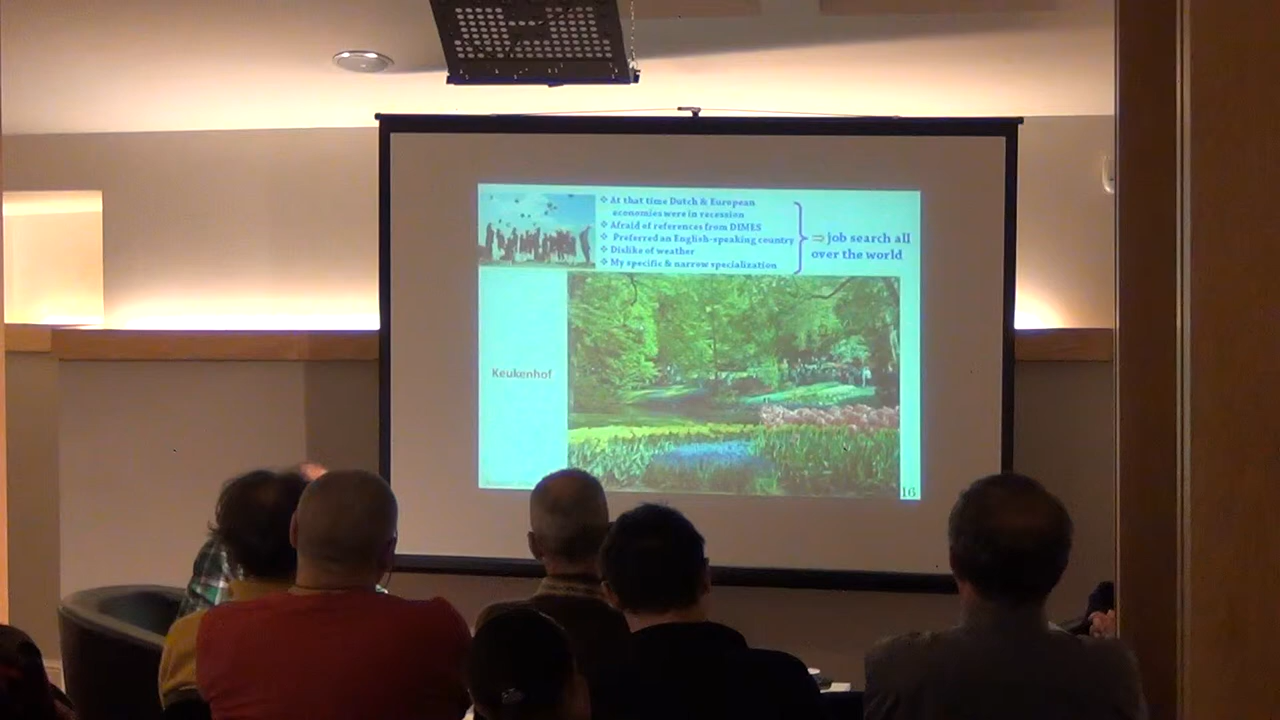 ❖ At that time Dutch & European
economies were in recession
❖ Afraid of references from DIMES
❖ Preferred an English-speaking country
❖ Dislike of weather
❖ My specific & narrow specialization
⇒ job search all
over the world
Keukenhof
16